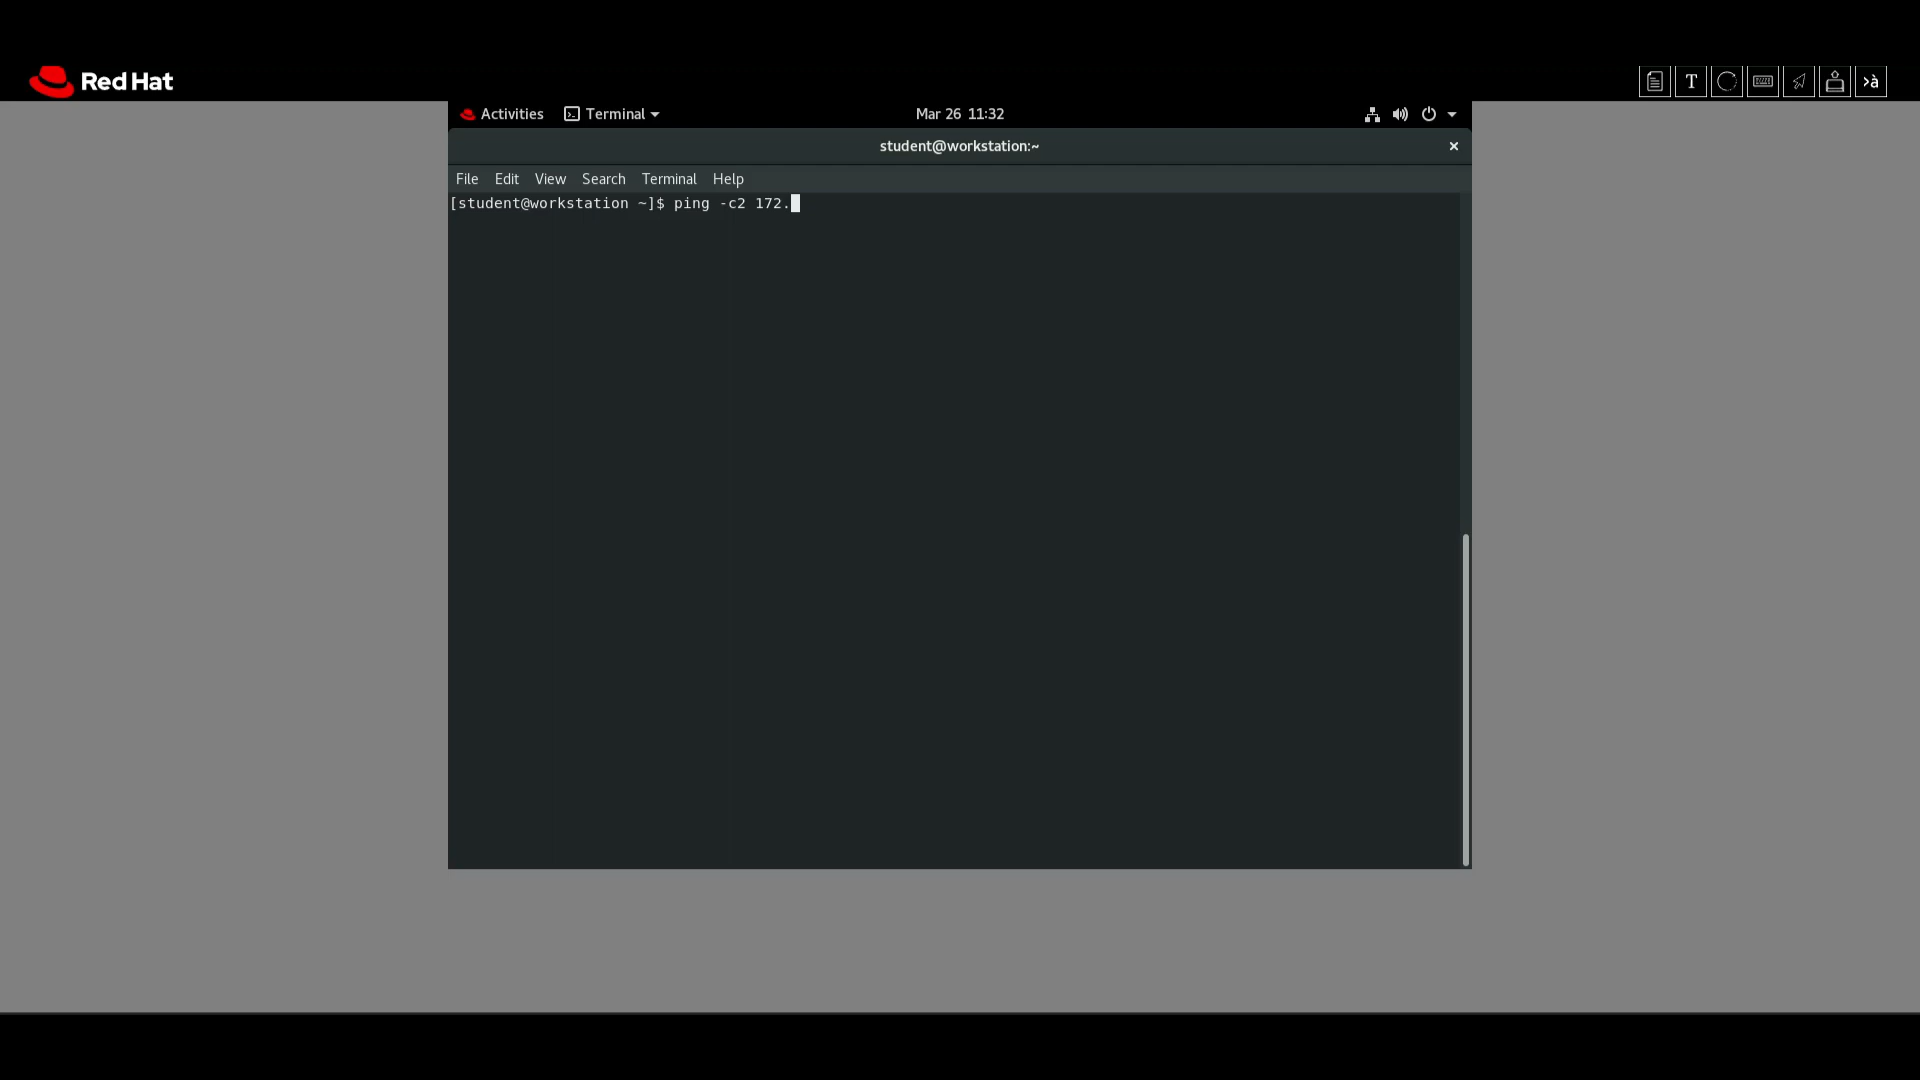 Red Hat
T
›à
Activities Terminal Mar 26 11:32
student@workstation:~ ×
File Edit View Search Terminal Help
[student@workstation ~]$ ping -c2 172.